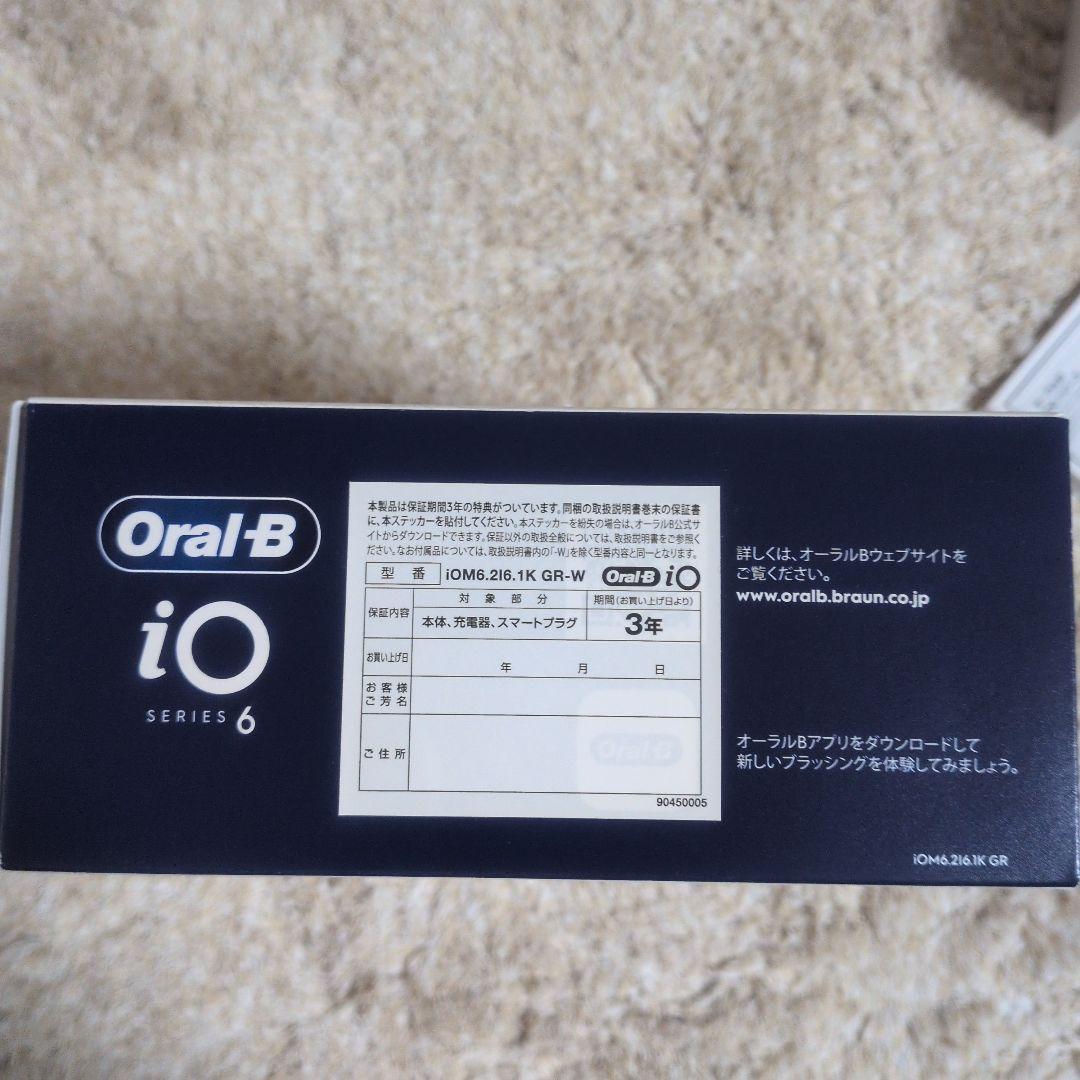 Oral-B
iO
SERIES 6
本製品は保証期間3年の特典がついています。同梱の取扱説明書巻末の保証書
に、本ステッカーを貼付してください。本ステッカーを紛失の場合は、オーラルB公式サ
イトからダウンロードできます。保証以外の取扱全般については、取扱説明書をご参照く
ださい。なお付属品については、取扱説明書内の「-W」を除く型番内容と同一となります。
型 番 iOM6.2I6.1K GR-W Oral-B iO
保証内容 対象部分 期間(お買い上げ日より)
本体、充電器、スマートプラグ 3年
お買い上げ日 年 月 日
お客様
ご芳名
ご住所
Oral-B
90450005
詳しくは、オーラルBウェブサイトを
ご覧ください。
www.oralb.braun.co.jp
オーラルBアプリをダウンロードして
新しいブラッシングを体験してみましょう。
iOM6.2I6.1K GR